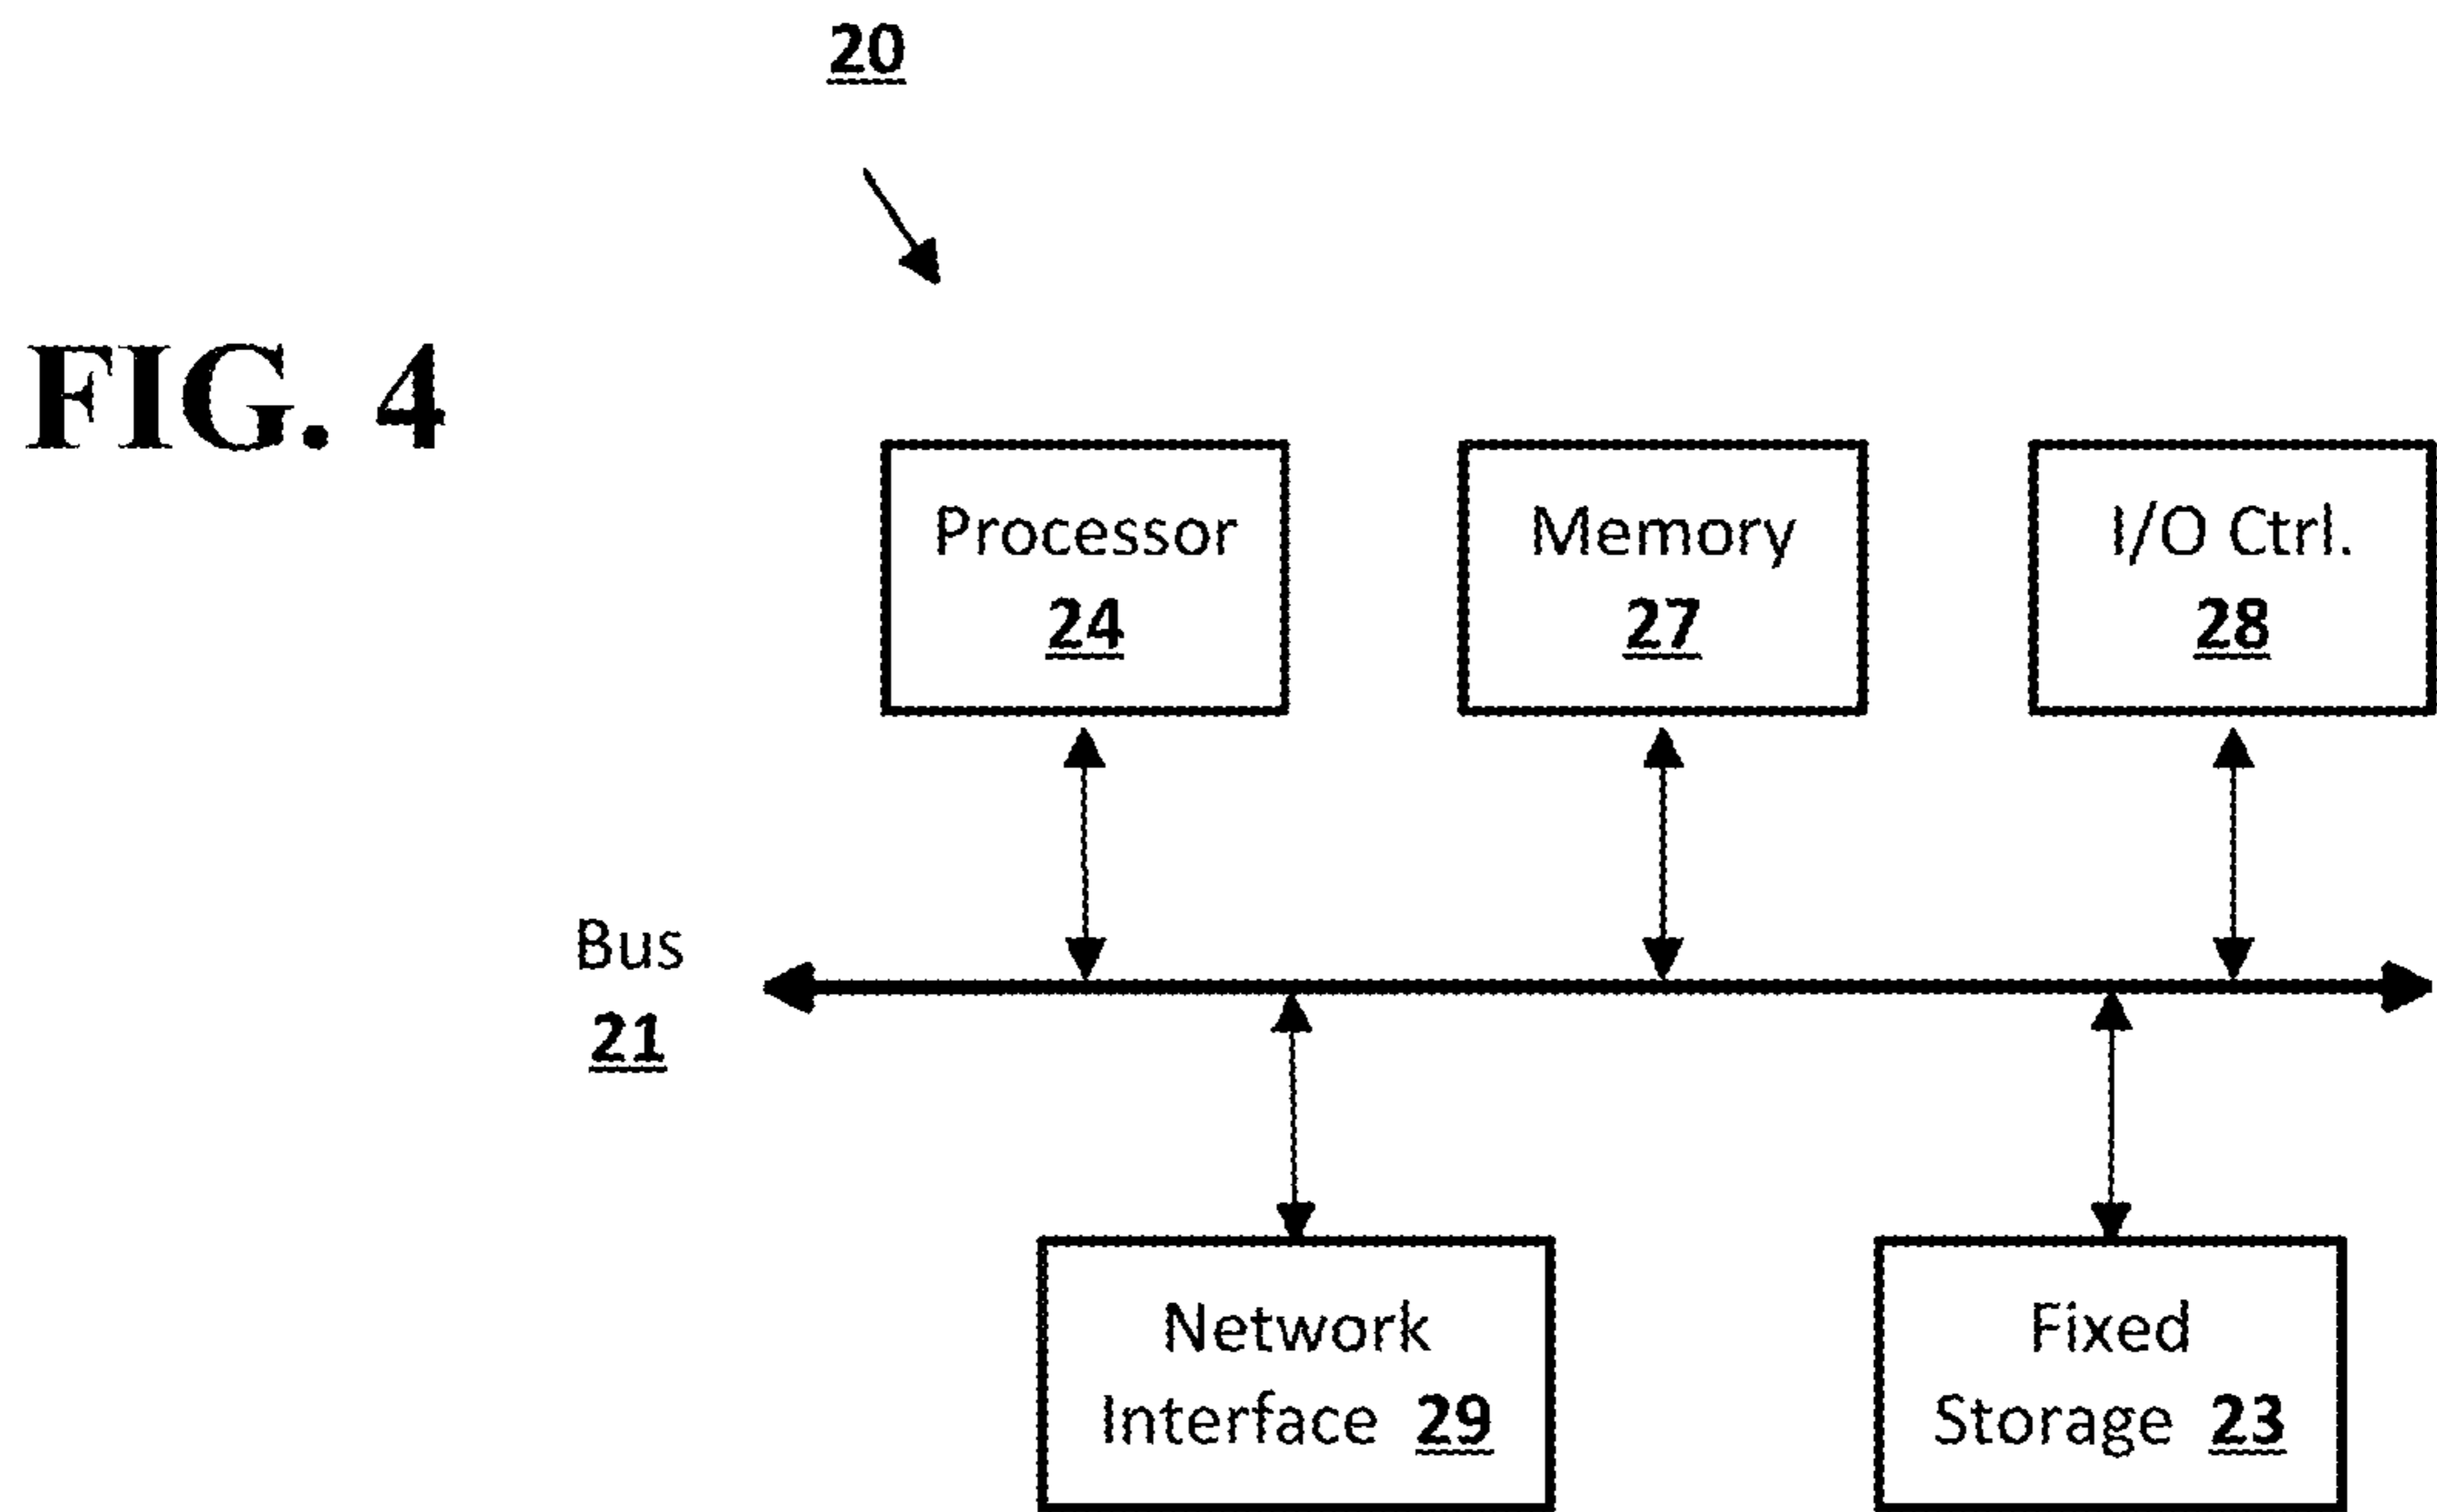 20
FIG. 4
Processor
24
Memory
27
I/O Ctrl.
28
Bus
21
Network
Interface 29
Fixed
Storage 23